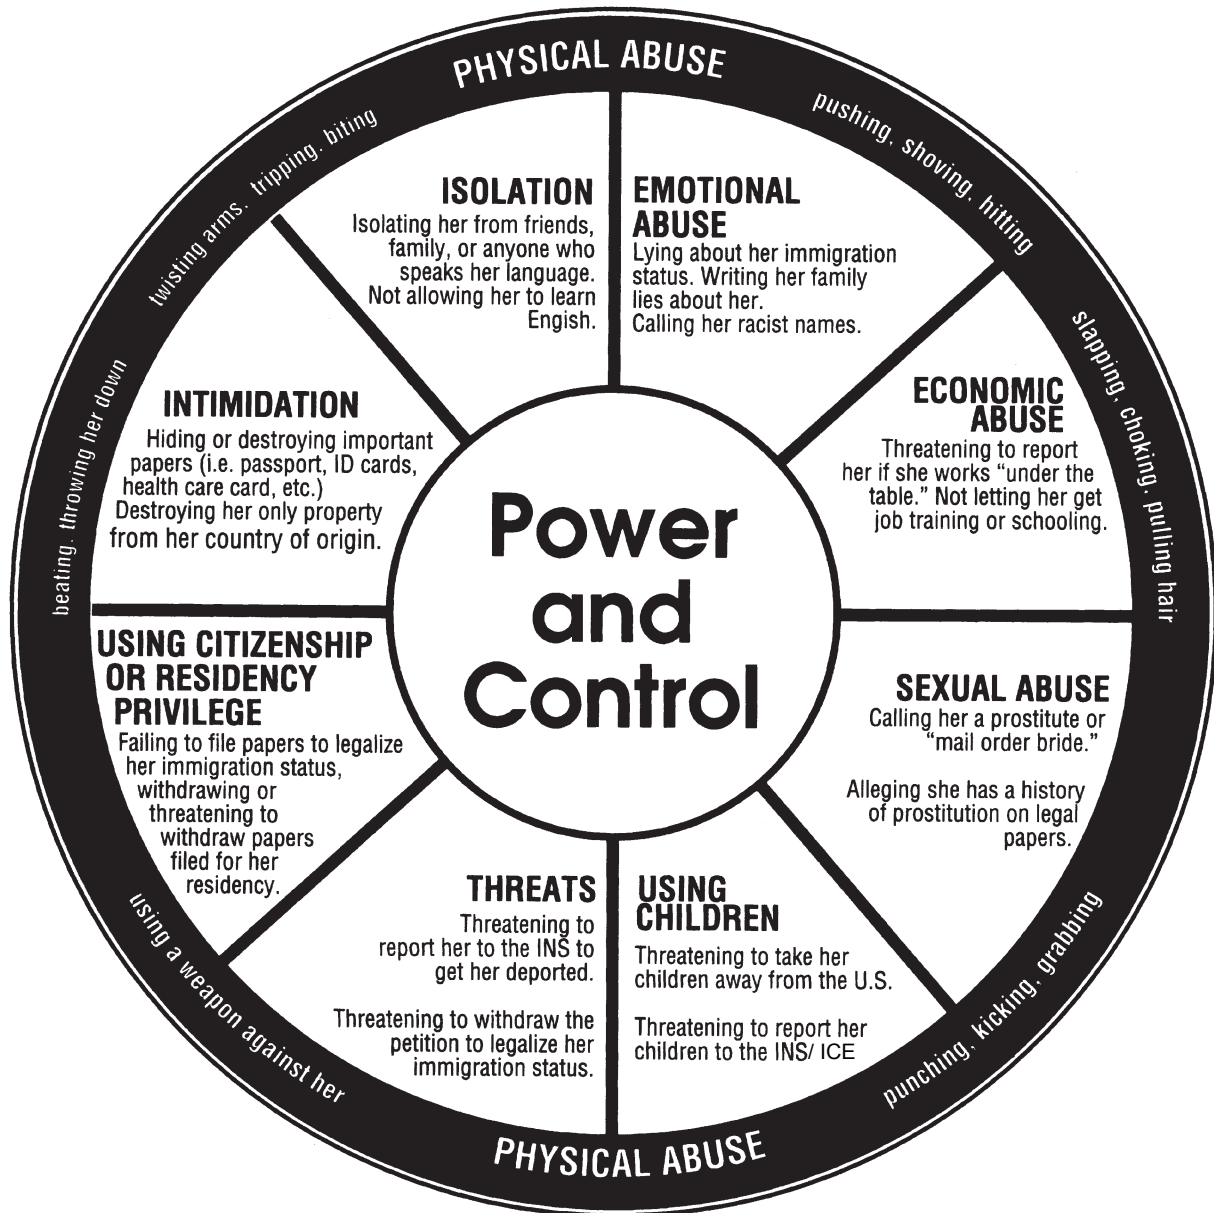 PHYSICAL ABUSE
pushing, shoving, hitting
slapping, choking, pulling hair
punching, kicking, grabbing
PHYSICAL ABUSE
using a weapon against her
beating, throwing her down
twisting arms, tripping, biting
Power
and
Control
ISOLATION
Isolating her from friends,
family, or anyone who
speaks her language.
Not allowing her to learn
Engish.
EMOTIONAL
ABUSE
Lying about her immigration
status. Writing her family
lies about her.
Calling her racist names.
ECONOMIC
ABUSE
Threatening to report
her if she works “under the
table.” Not letting her get
job training or schooling.
SEXUAL ABUSE
Calling her a prostitute or
“mail order bride.”
Alleging she has a history
of prostitution on legal
papers.
USING
CHILDREN
Threatening to take her
children away from the U.S.
Threatening to report her
children to the INS/ ICE
THREATS
Threatening to
report her to the INS to
get her deported.
Threatening to withdraw the
petition to legalize her
immigration status.
USING CITIZENSHIP
OR RESIDENCY
PRIVILEGE
Failing to file papers to legalize
her immigration status,
withdrawing or
threatening to
withdraw papers
filed for her
residency.
INTIMIDATION
Hiding or destroying important
papers (i.e. passport, ID cards,
health care card, etc.)
Destroying her only property
from her country of origin.